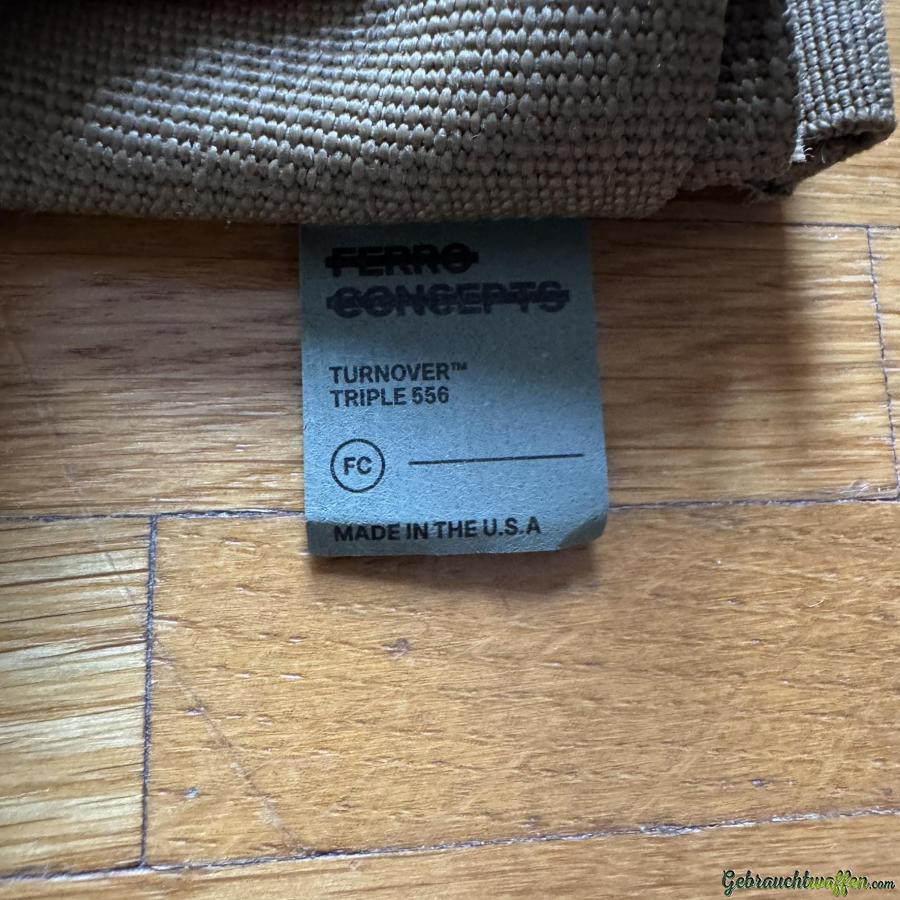 FERRO
CONCEPTS
TURNOVER™
TRIPLE 556
FC
MADE IN THE U.S.A
Gebrauchtwaffen.com